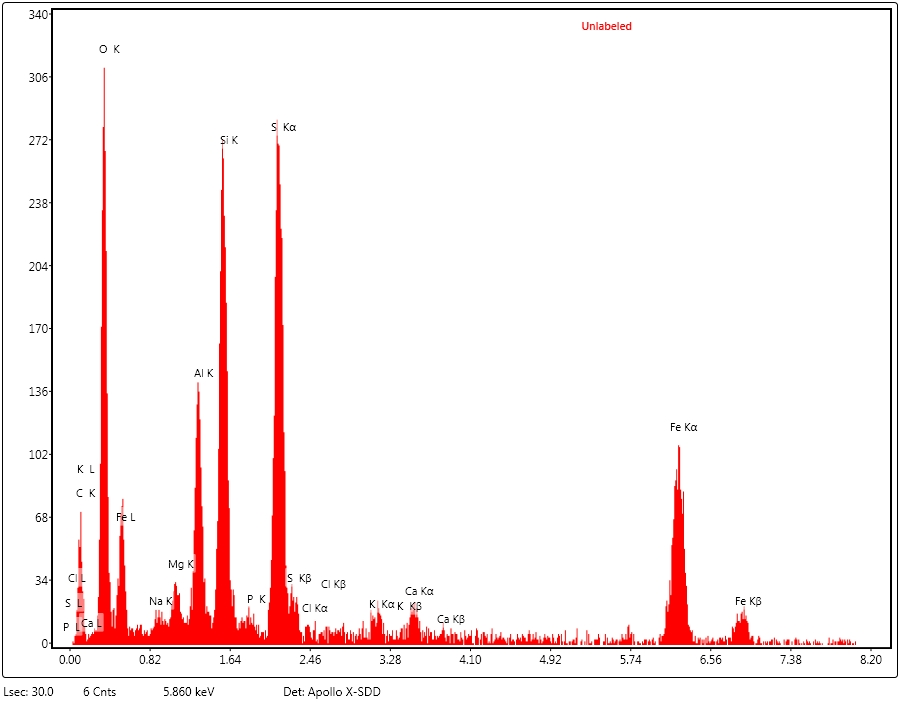 340
Unlabeled
O K
306
S Kα
272
Si K
238
204
170
Al K
136
Fe Kα
102
K L
C K
68
Fe L
Mg K
34
Cl L
S Kβ
Cl Kβ
Ca Kα
S L
Na K
P K
Cl Kα
K Kα K Kβ
Fe Kβ
P L
Ca L
Ca Kβ
0
0.00 0.82 1.64 2.46 3.28 4.10 4.92 5.74 6.56 7.38 8.20
Lsec: 30.0 6 Cnts 5.860 keV Det: Apollo X-SDD